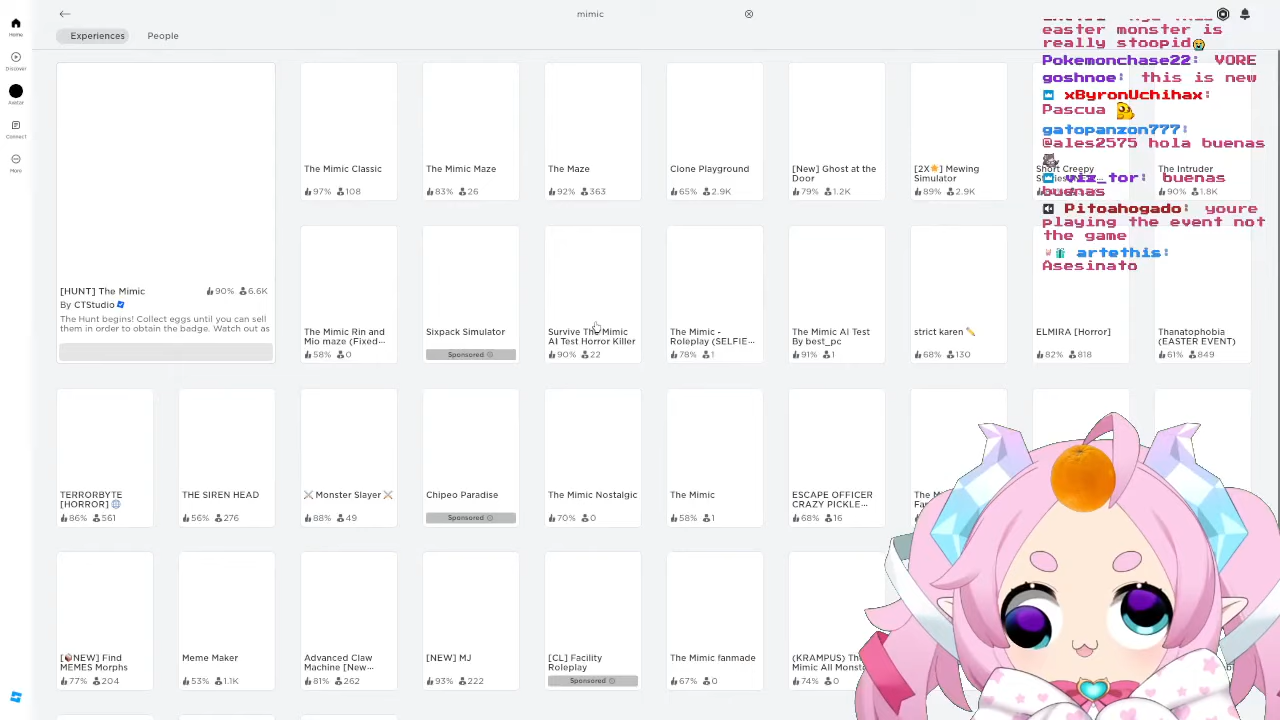 mimic
Home
Discover
Avatar
Connect
More
Experiences
People
[HUNT] The Mimic
90% 6.6K
By CTStudio
The Hunt begins! Collect eggs until you can sell
them in order to obtain the badge. Watch out as
The Mimic Classic
97% 108
The Mimic Maze
83% 26
The Maze
92% 363
Clone Playground
65% 2.9K
[New] Ghost at the
Door
79% 1.2K
[2X🌟] Mewing
Simulator
89% 2.9K
Short Creepy
The Intruder
90% 1.8K
The Mimic Rin and
Mio maza (Fixed···
58% 0
Sixpack Simulator
Sponsored
Survive The Mimic
AI Test Horror Killer
90% 22
The Mimic -
Roleplay (SELFIE···
78% 1
The Mimic AI Test
By best_pc
91% 1
strict karen ✏️
68% 130
ELMIRA [Horror]
82% 818
Thanatophobia
(EASTER EVENT)
61% 849
TERRORBYTE
[HORROR] 🌐
86% 561
THE SIREN HEAD
56% 276
⚔️ Monster Slayer ⚔️
88% 49
Chipeo Paradise
Sponsored
The Mimic Nostalgic
70% 0
The Mimic
58% 1
ESCAPE OFFICER
CRAZY PICKLE···
68% 16
The M
[🎲NEW] Find
MEMES Morphs
77% 204
Meme Maker
53% 1.1K
Advanced Claw
Machine [New···
81% 262
[NEW] MJ
93% 222
[CL] Facility
Roleplay
Sponsored
The Mimic fanmade
67% 0
(KRAMPUS) Th
Mimic All Monst
74% 0
easter monster is
really stoopid😭
Pokemonchase22: VORE
goshnoe: this is new
xByronUchihax:
Pascua
gatopanzon777:
@ales2575 hola buenas
viz_tor: buenas
buenas
Pitoahogado: youre
playing the event not
the game
artethis:
Asesinato